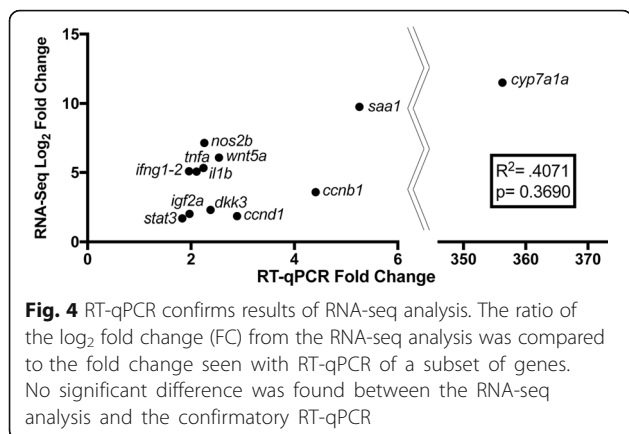 15
10
5
0
RNA-Seq Log2 Fold Change
cyp7a1a
saa1
nos2b
tnfa
wnt5a
ifng1-2
il1b
igf2a
dkk3
ccnb1
stat3
ccnd1
R2= .4071
p= 0.3690
0 2 4 6 350 360 370
RT-qPCR Fold Change
Fig. 4 RT-qPCR confirms results of RNA-seq analysis. The ratio of
the log2 fold change (FC) from the RNA-seq analysis was compared
to the fold change seen with RT-qPCR of a subset of genes.
No significant difference was found between the RNA-seq
analysis and the confirmatory RT-qPCR